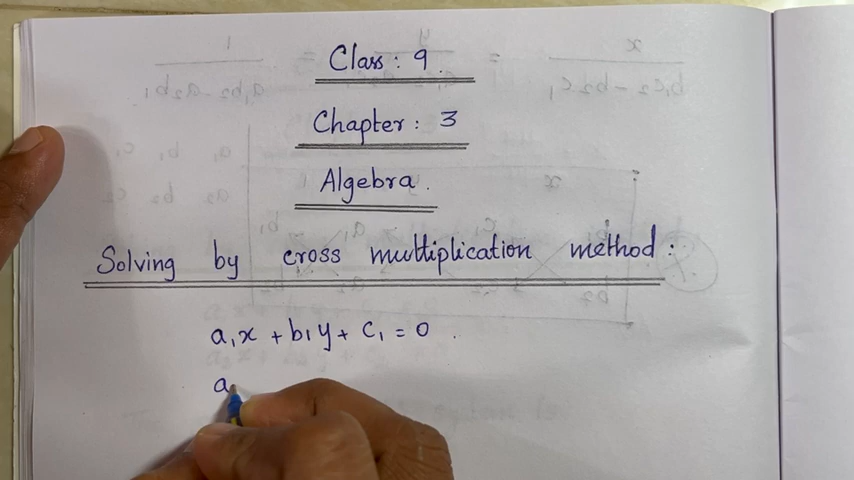 Class : 9.
Chapter : 3
Algebra.
Solving by cross multiplication method :
a₁x + b₁y + c₁ = 0.
a